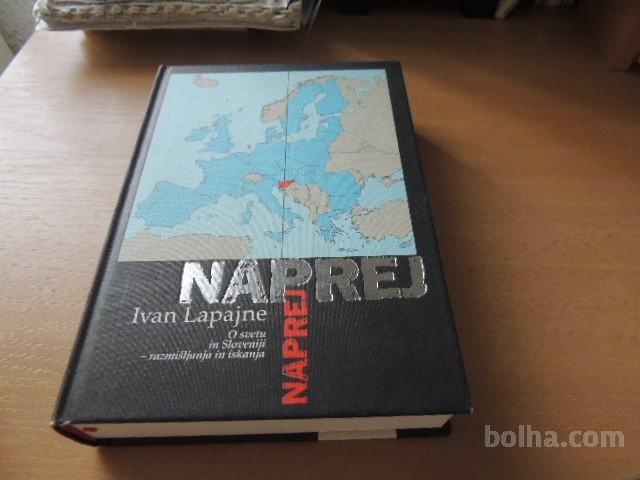 NAPREJ
Ivan Lapajne
O svetu
in Sloveniji
– razmišljanja in iskanja
NAPREJ
bolha.com